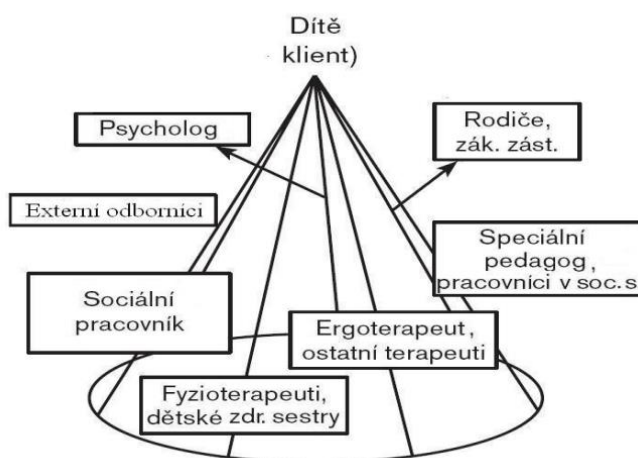 Dítě
klient)
Psycholog
Rodiče,
zák. zást.
Externí odborníci
Speciální
pedagog,
pracovníci v soc.s
Sociální
pracovník
Ergoterapeut,
ostatní terapeuti
Fyzioterapeuti,
dětské zdr. sestry